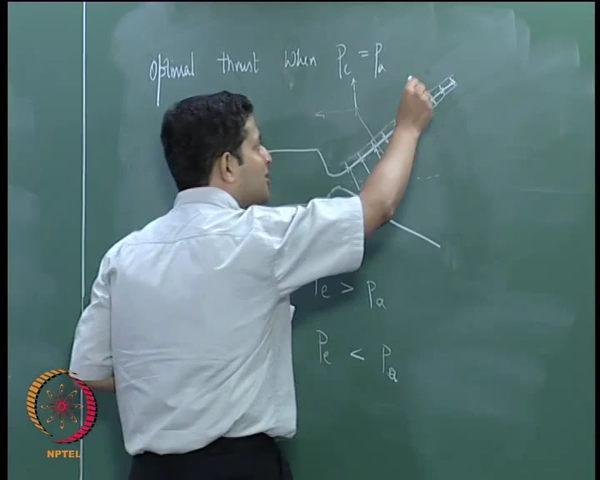 Optimal thrust when Pe = Pa
Pe > Pa
Pe < Pa
NPTEL